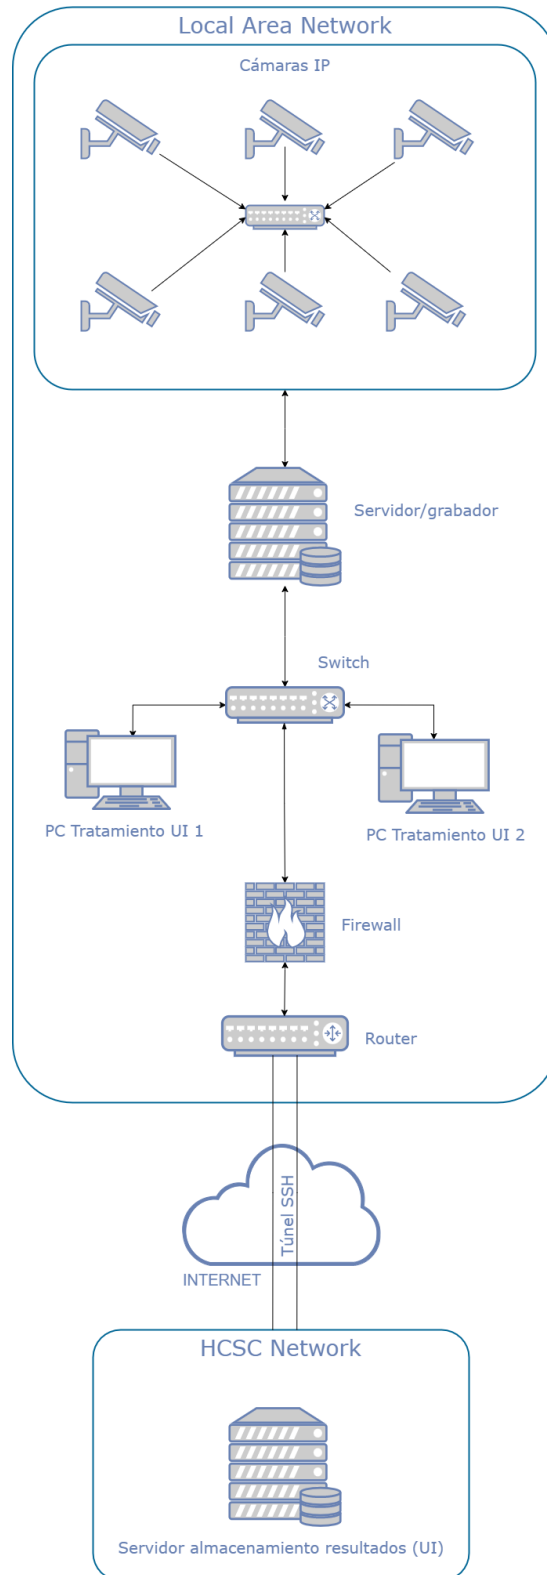 Local Area Network
Cámaras IP
Servidor/grabador
Switch
PC Tratamiento UI 1
PC Tratamiento UI 2
Firewall
Router
Túnel SSH
INTERNET
HCSC Network
Servidor almacenamiento resultados (UI)